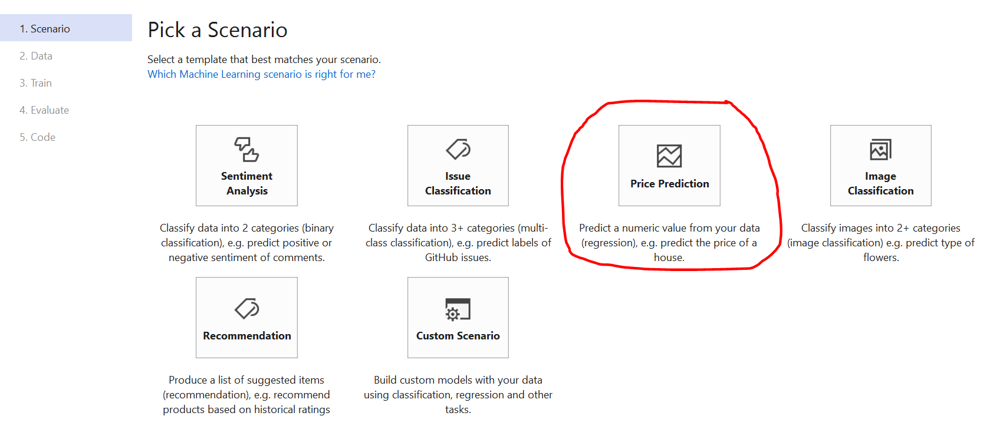 1. Scenario
2. Data
3. Train
4. Evaluate
5. Code
Pick a Scenario
Select a template that best matches your scenario.
Which Machine Learning scenario is right for me?
Sentiment
Analysis
Classify data into 2 categories (binary
classification), e.g. predict positive or
negative sentiment of comments.
Issue
Classification
Classify data into 3+ categories (multi-
class classification), e.g. predict labels of
GitHub issues.
Price Prediction
Predict a numeric value from your data
(regression), e.g. predict the price of a
house.
Image
Classification
Classify images into 2+ categories
(image classification) e.g. predict type of
flowers.
Recommendation
Produce a list of suggested items
(recommendation), e.g. recommend
products based on historical ratings
Custom Scenario
Build custom models with your data
using classification, regression and other
tasks.